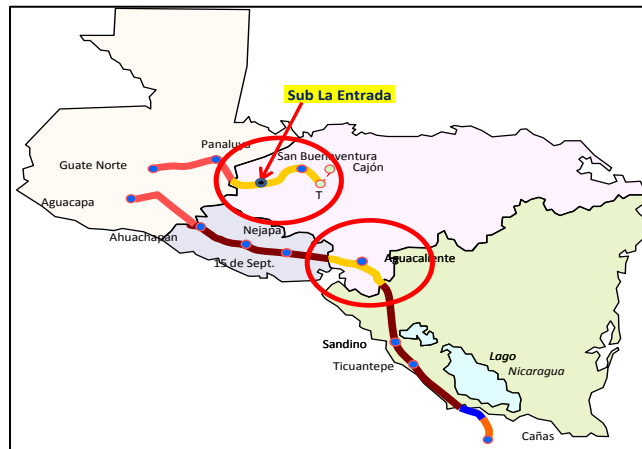 Sub La Entrada
Panaluya
San Buenaventura
Guate Norte
Cajón
Aguacapa
T
Nejapa
Ahuachapán
15 de Sept.
Aguacaliente
Sandino
Lago
Ticuantepe
Nicaragua
Cañas